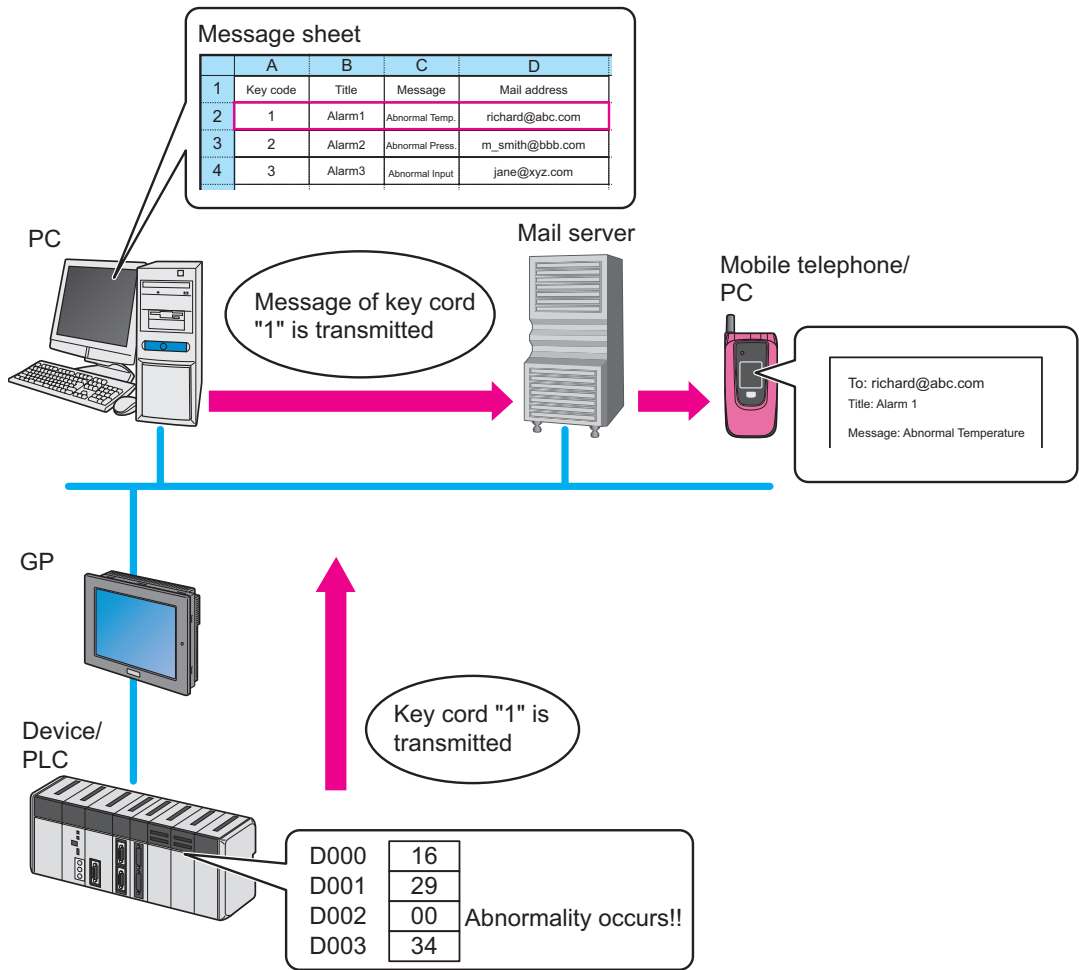 Message sheet
A B C D
1 Key code Title Message Mail address
2 1 Alarm1 Abnormal Temp. richard@abc.com
3 2 Alarm2 Abnormal Press. m_smith@bbb.com
4 3 Alarm3 Abnormal Input jane@xyz.com
PC
Mail server
Message of key cord
"1" is transmitted
Mobile telephone/
PC
To: richard@abc.com
Title: Alarm 1
Message: Abnormal Temperature
GP
Key cord "1" is
transmitted
Device/
PLC
D000 16
D001 29
D002 00 Abnormality occurs!!
D003 34